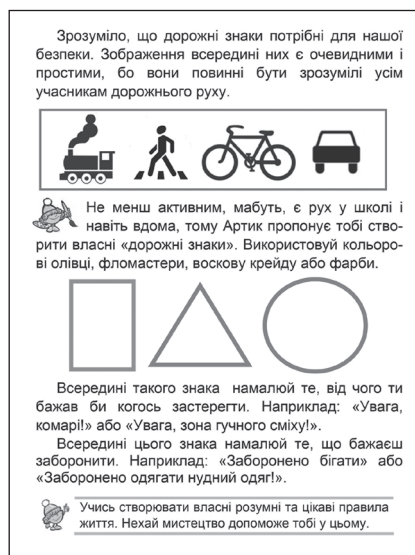 Зрозуміло, що дорожні знаки потрібні для нашої
безпеки. Зображення всередині них є очевидними і
простими, бо вони повинні бути зрозумілі усім
учасникам дорожнього руху.
Не менш активним, мабуть, є рух у школі і
навіть вдома, тому Артик пропонує тобі ство-
рити власні «дорожні знаки». Використовуй кольоро-
ві олівці, фломастери, воскову крейду або фарби.
Всередині такого знака намалюй те, від чого ти
бажав би когось застерегти. Наприклад: «Увага,
комарі!» або «Увага, зона гучного сміху!».
Всередині цього знака намалюй те, що бажаєш
заборонити. Наприклад: «Заборонено бігати» або
«Заборонено одягати нудний одяг!».
Учись створювати власні розумні та цікаві правила
життя. Нехай мистецтво допоможе тобі у цьому.